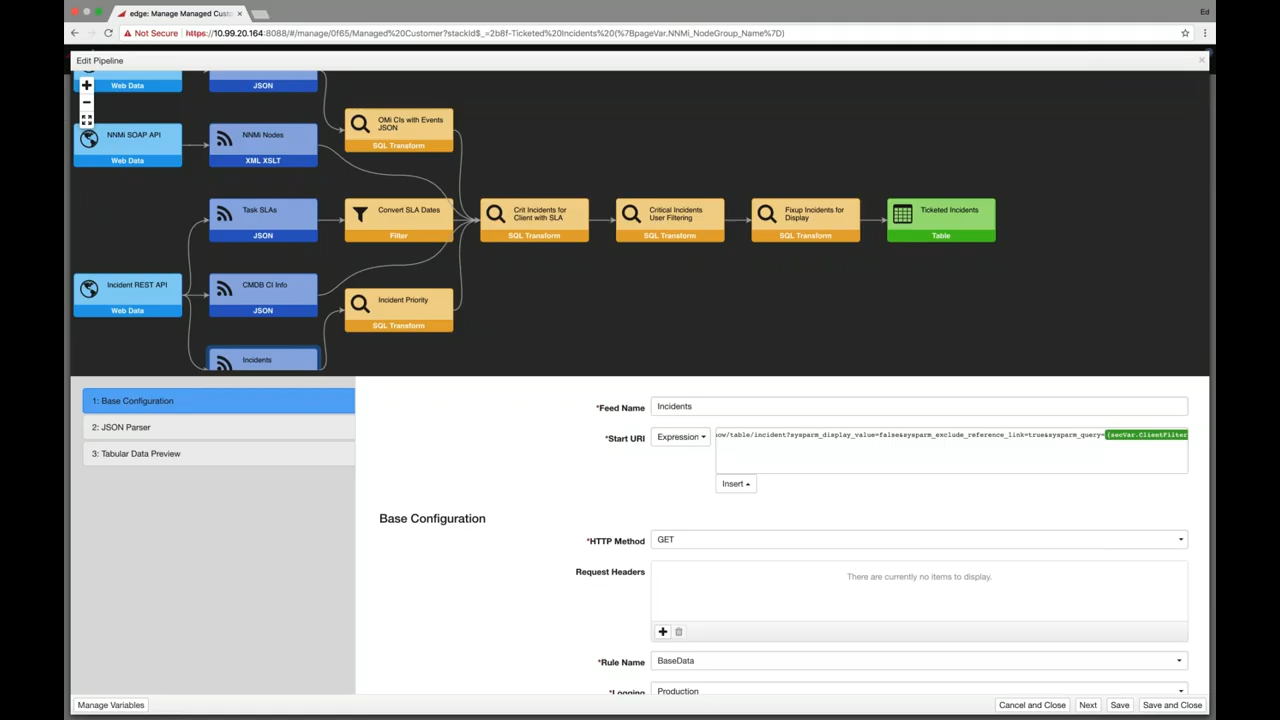 edge: Manage Managed Cust
Ed
Not Secure
https://10.99.20.164:8088/#/manage/0f65/Managed%20Customer?stackId$_=2b8f-Ticketed%20Incidents%20(%7BpageVar.NNMi_NodeGroup_Name%7D)
Edit Pipeline
Web Data
JSON
OMi CIs with Events
JSON
SQL Transform
NNMi SOAP API
Web Data
NNMi Nodes
XML XSLT
Task SLAs
JSON
Convert SLA Dates
Filter
Crit Incidents for
Client with SLA
SQL Transform
Critical Incidents
User Filtering
SQL Transform
Fixup Incidents for
Display
SQL Transform
Ticketed Incidents
Table
Incident REST API
Web Data
CMDB CI Info
JSON
Incident Priority
SQL Transform
Incidents
1: Base Configuration
2: JSON Parser
3: Tabular Data Preview
*Feed Name
Incidents
*Start URI
Expression
ow/table/incident?sysparm_display_value=false&sysparm_exclude_reference_link=true&sysparm_query={secVar.ClientFilter
Insert
Base Configuration
*HTTP Method
GET
Request Headers
There are currently no items to display.
*Rule Name
BaseData
*Logging
Production
Manage Variables
Cancel and Close
Next
Save
Save and Close